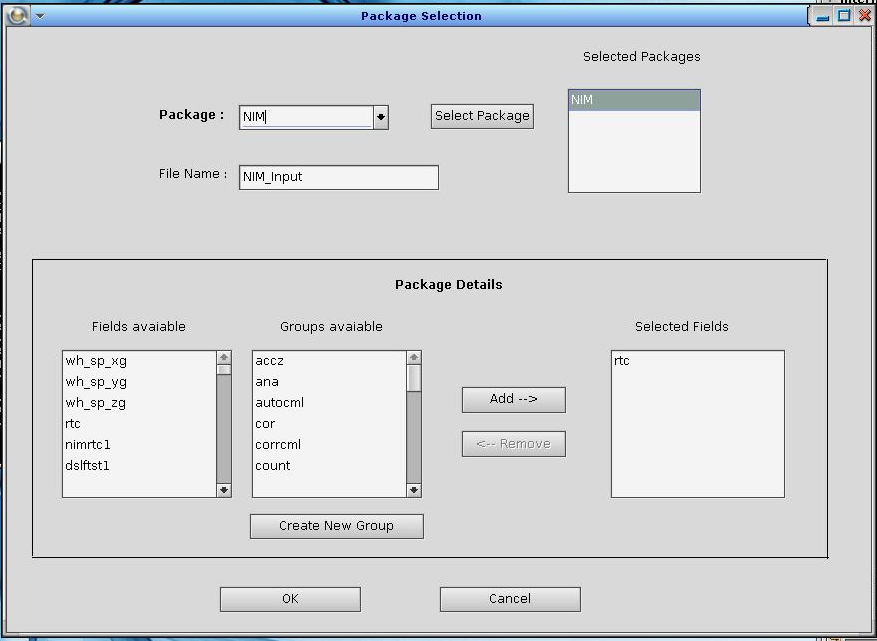 Package Selection
Selected Packages
Package :
NIM
Select Package
NIM
File Name :
NIM_Input
Package Details
Fields avaiable
Groups avaiable
Selected Fields
wh_sp_xg
wh_sp_yg
wh_sp_zg
rtc
nimrtc1
dslftst1
accz
ana
autocml
cor
corrcml
count
Add -->
<-- Remove
rtc
Create New Group
OK
Cancel